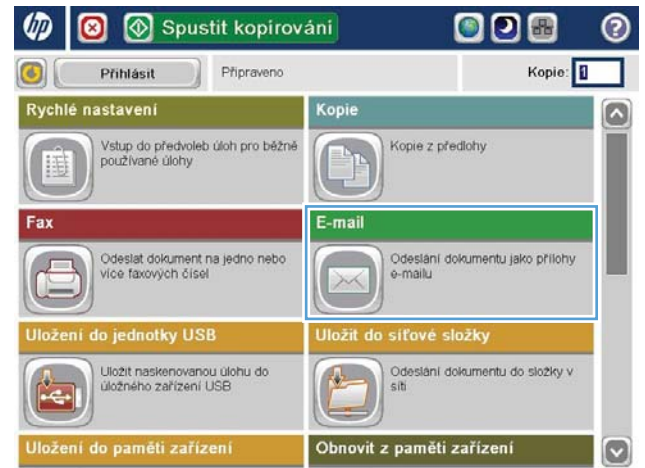 hp
Spustit kopírování
?
Přihlásit
Připraveno
Kopie: 1
Rychlé nastavení
Vstup do předvoleb úloh pro běžně
používané úlohy
Kopie
Kopie z předlohy
Fax
Odeslat dokument na jedno nebo
více faxových čísel
E-mail
Odeslání dokumentu jako přílohy
e-mailu
Uložení do jednotky USB
Uložit naskenovanou úlohu do
úložného zařízení USB
Uložit do síťové složky
Odeslání dokumentu do složky v
síti
Uložení do paměti zařízení
Obnovit z paměti zařízení